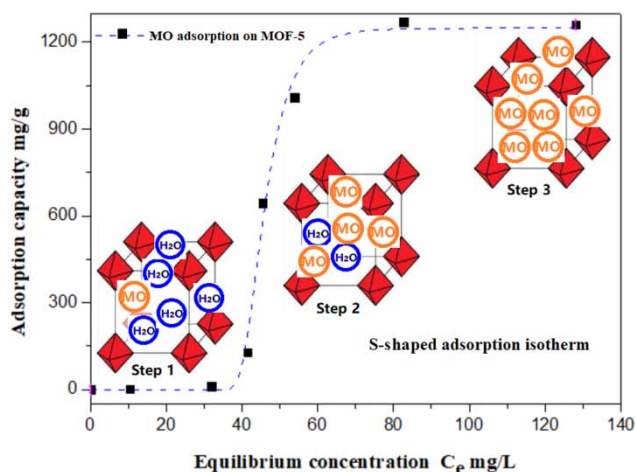 1200
900
600
300
0
Adsorption capacity mg/g
MO adsorption on MOF-5
H₂O
H₂O
MO
H₂O
H₂O
H₂O
Step 1
MO
H₂O
MO
MO
MO
H₂O
Step 2
MO
MO
MO
MO
MO
MO
MO
Step 3
S-shaped adsorption isotherm
0 20 40 60 80 100 120 140
Equilibrium concentration Cₑ mg/L